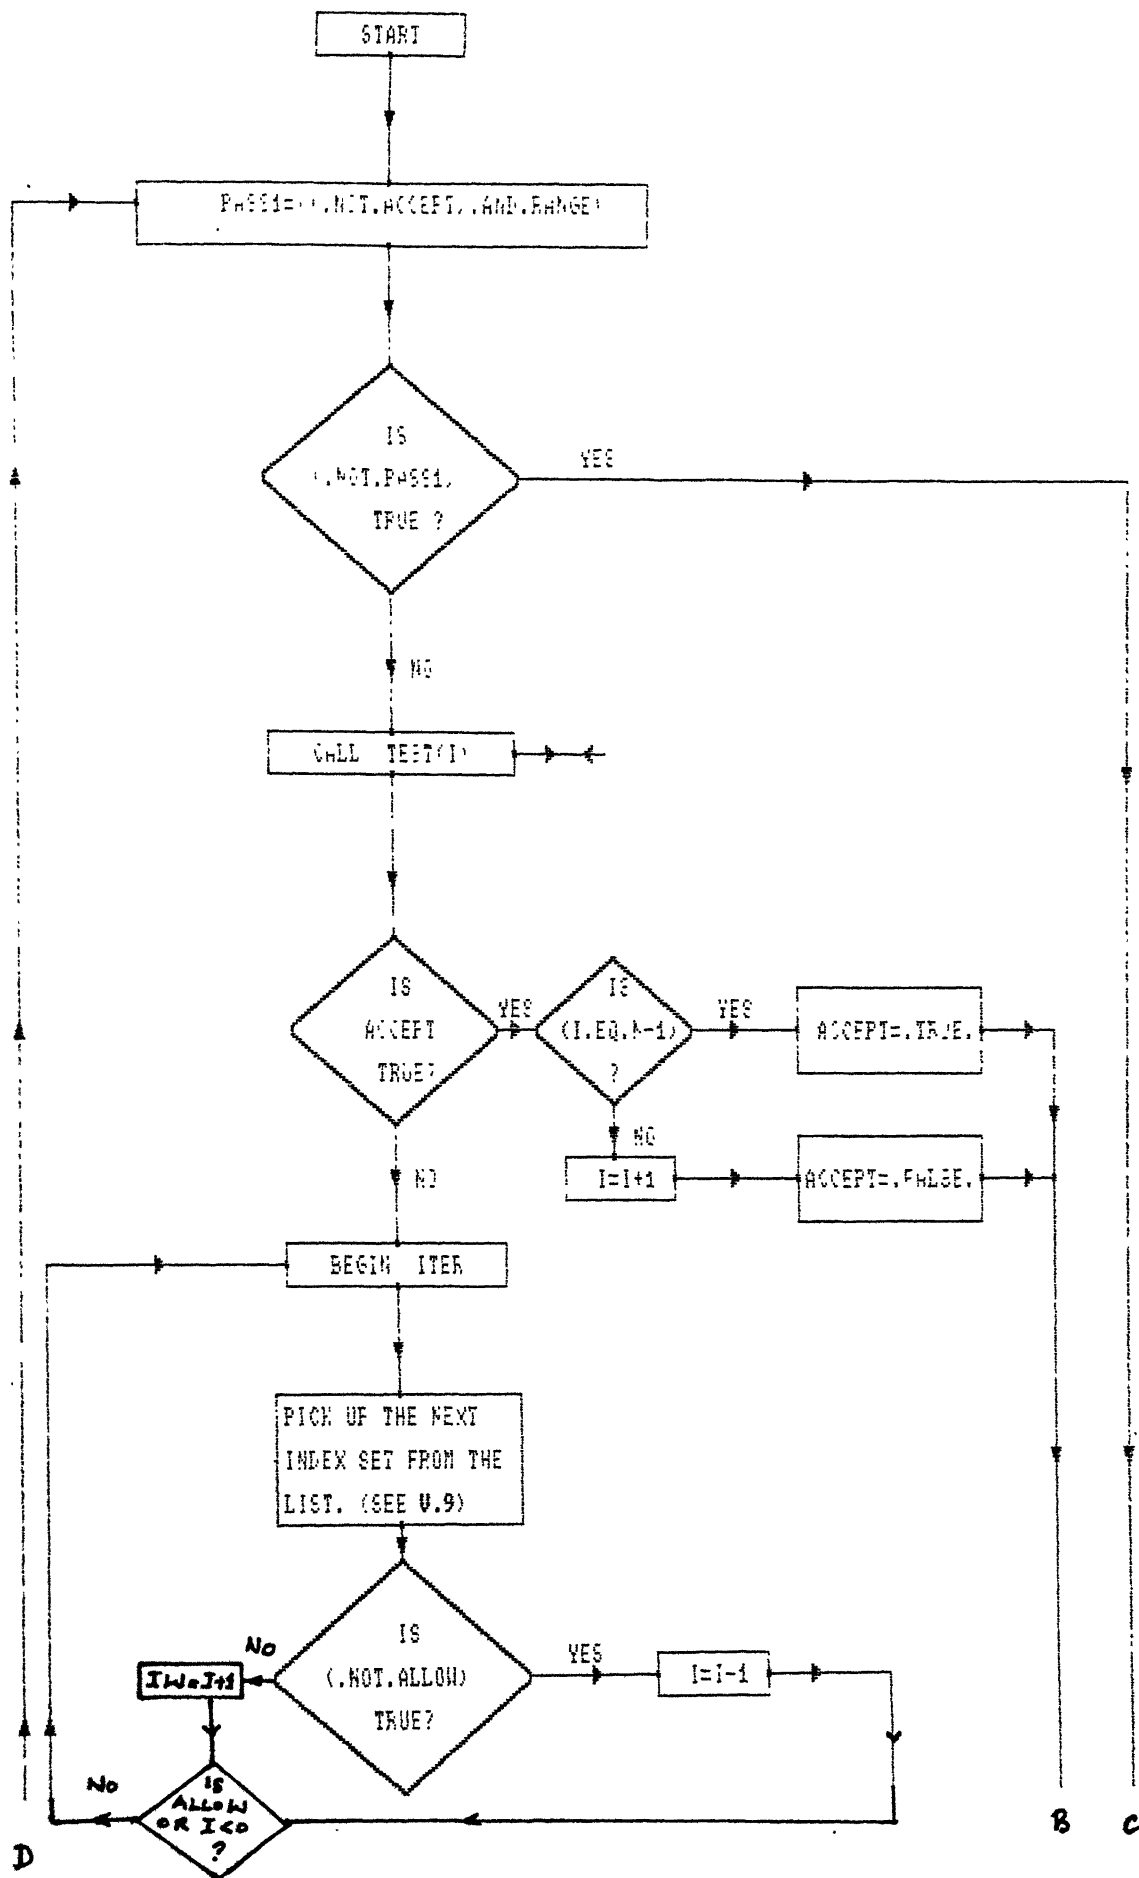 START
PASS1=((.NOT.ACCEPT).AND.RANGE)
IS
(.NOT.PASS1)
TRUE ?
YES
NO
CALL TEST(I)
IS
ACCEPT
TRUE?
YES
IS
(I.EQ.N-1)
?
YES
ACCEPT=.TRUE.
NO
I=I+1
ACCEPT=.FALSE.
NO
BEGIN ITER
PICK UP THE NEXT
INDEX SET FROM THE
LIST. (SEE V.9)
IS
(.NOT.ALLOW)
TRUE?
NO
IW=I+1
YES
I=I-1
IS
ALLOW
OR I<0
?
NO
D
B
C